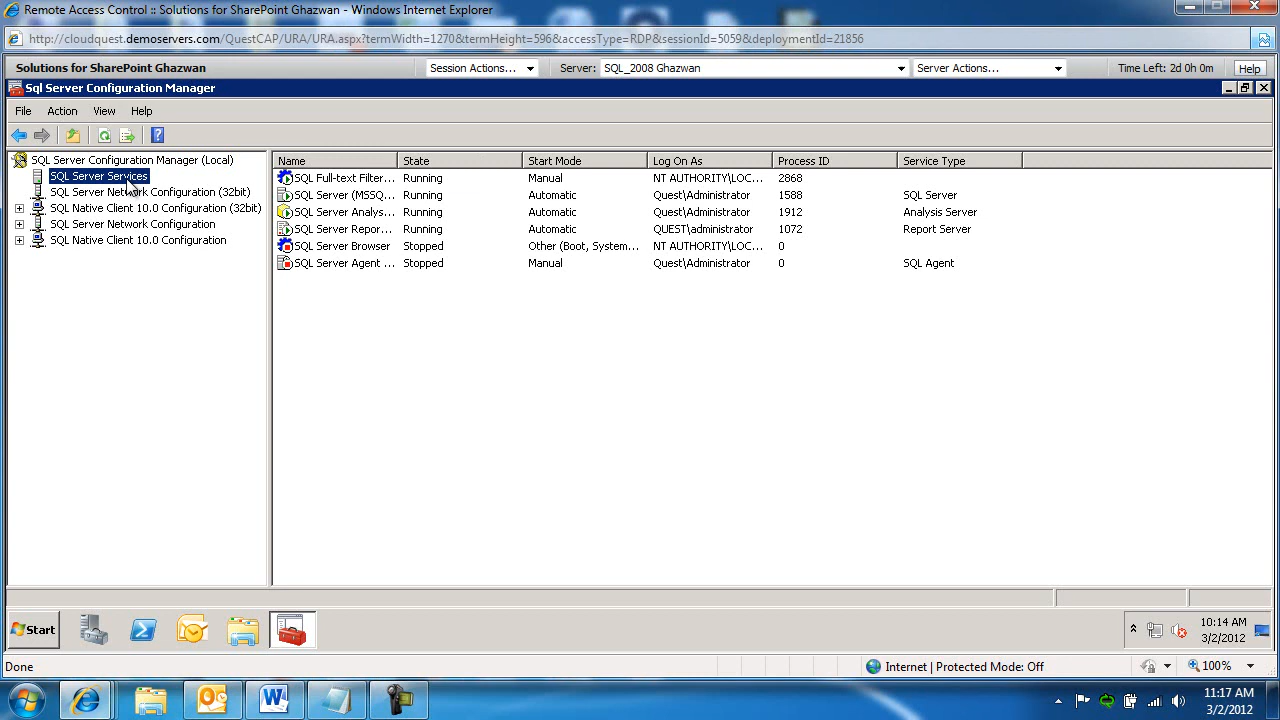 Remote Access Control :: Solutions for SharePoint Ghazwan - Windows Internet Explorer
http://cloudquest.demoservers.com/QuestCAP/URA/URA.aspx?termWidth=1270&termHeight=596&accessType=RDP&sessionId=5059&deploymentId=21856
Solutions for SharePoint Ghazwan Session Actions... Server: SQL_2008 Ghazwan Server Actions... Time Left: 2d 0h 0m Help
Sql Server Configuration Manager
File Action View Help
SQL Server Configuration Manager (Local)
SQL Server Services
SQL Server Network Configuration (32bit)
SQL Native Client 10.0 Configuration (32bit)
SQL Server Network Configuration
SQL Native Client 10.0 Configuration
Name State Start Mode Log On As Process ID Service Type
SQL Full-text Filter... Running Manual NT AUTHORITY\LOC... 2868
SQL Server (MSSQ... Running Automatic Quest\Administrator 1588 SQL Server
SQL Server Analys... Running Automatic Quest\Administrator 1912 Analysis Server
SQL Server Repor... Running Automatic QUEST\administrator 1072 Report Server
SQL Server Browser Stopped Other (Boot, System... NT AUTHORITY\LOC... 0
SQL Server Agent ... Stopped Manual Quest\Administrator 0 SQL Agent
Start
10:14 AM
3/2/2012
Done Internet | Protected Mode: Off 100%
11:17 AM
3/2/2012